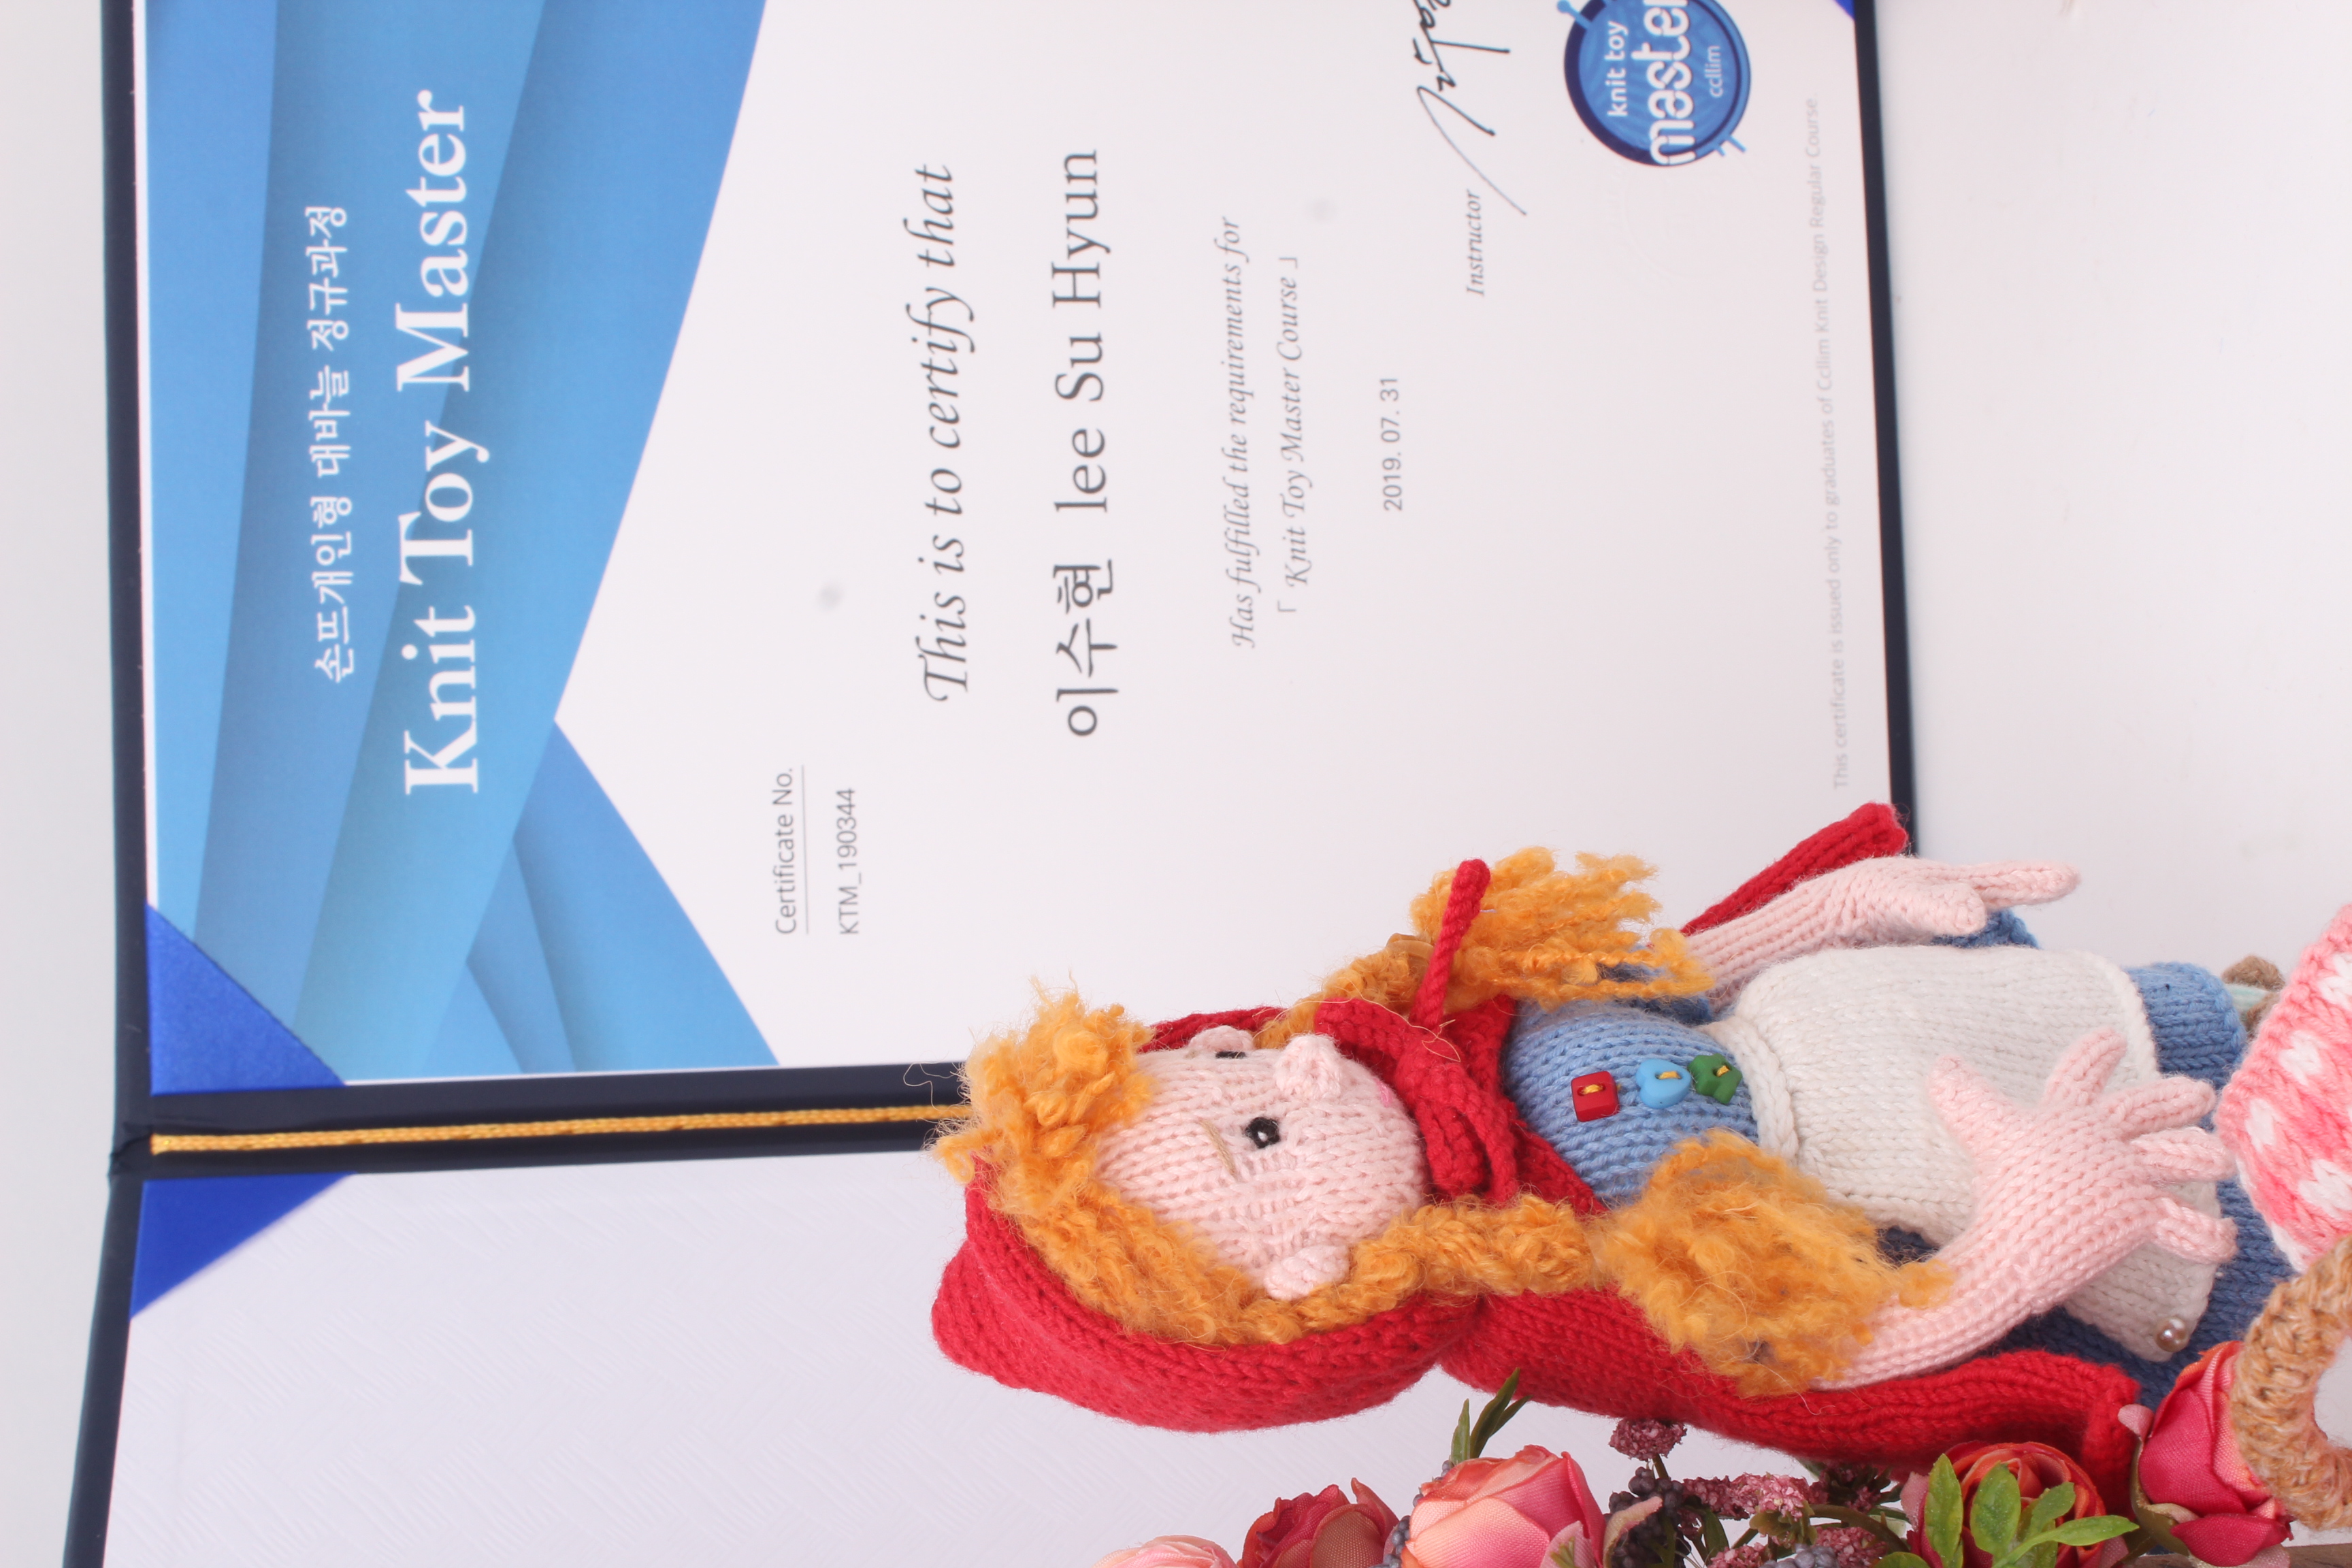 손뜨개인형 대바늘 정규과정
Knit Toy Master
Certificate No.
KTM_190344
This is to certify that
이수현 lee Su Hyun
Has fulfilled the requirements for
「 Knit Toy Master Course 」
2019. 07. 31
Instructor
knit toy
master
ccllim
This certificate is issued only to graduates of Ccllim Knit Design Regular Course.